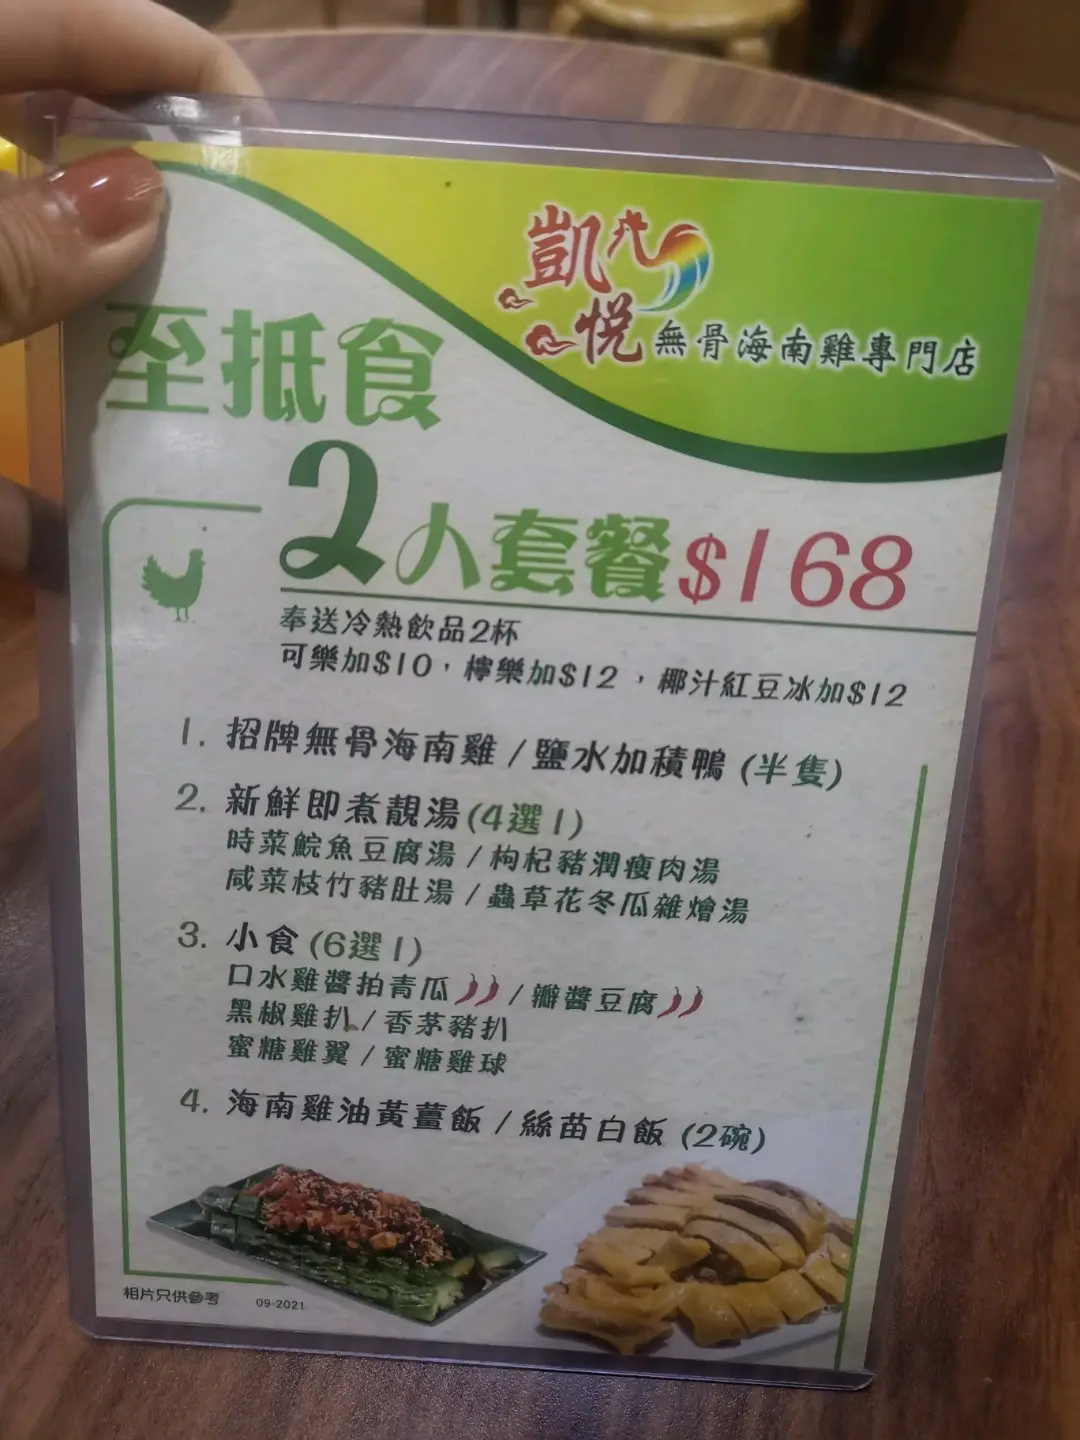 凱悅
無骨海南雞專門店
至抵食
2人套餐$168
奉送冷熱飲品2杯
可樂加$10，檸樂加$12，椰汁紅豆冰加$12
1. 招牌無骨海南雞 / 鹽水加積鴨 (半隻)
2. 新鮮即煮靚湯(4選1)
時菜鯇魚豆腐湯 / 枸杞豬潤瘦肉湯
咸菜枝竹豬肚湯 / 蟲草花冬瓜雜燴湯
3. 小食 (6選1)
口水雞醬拍青瓜 / 瓣醬豆腐
黑椒雞扒 / 香茅豬扒
蜜糖雞翼 / 蜜糖雞球
4. 海南雞油黃薑飯 / 絲苗白飯 (2碗)
相片只供參考 09-2021